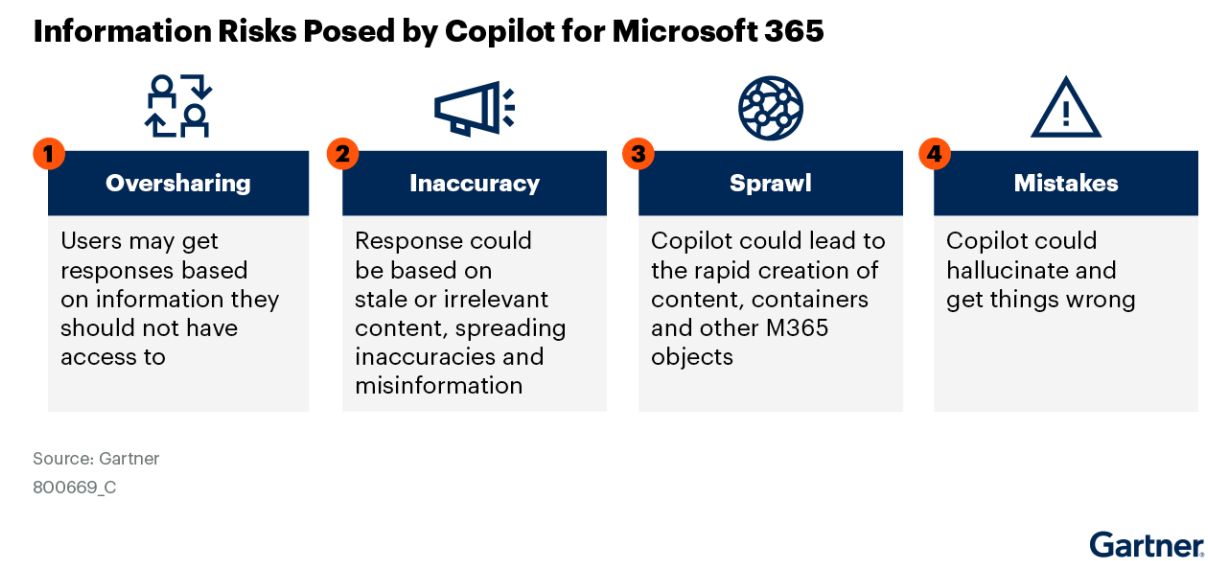 Information Risks Posed by Copilot for Microsoft 365
1
Oversharing
Users may get
responses based
on information they
should not have
access to
2
Inaccuracy
Response could
be based on
stale or irrelevant
content, spreading
inaccuracies and
misinformation
3
Sprawl
Copilot could lead to
the rapid creation of
content, containers
and other M365
objects
4
Mistakes
Copilot could
hallucinate and
get things wrong
Source: Gartner
800669_C
Gartner